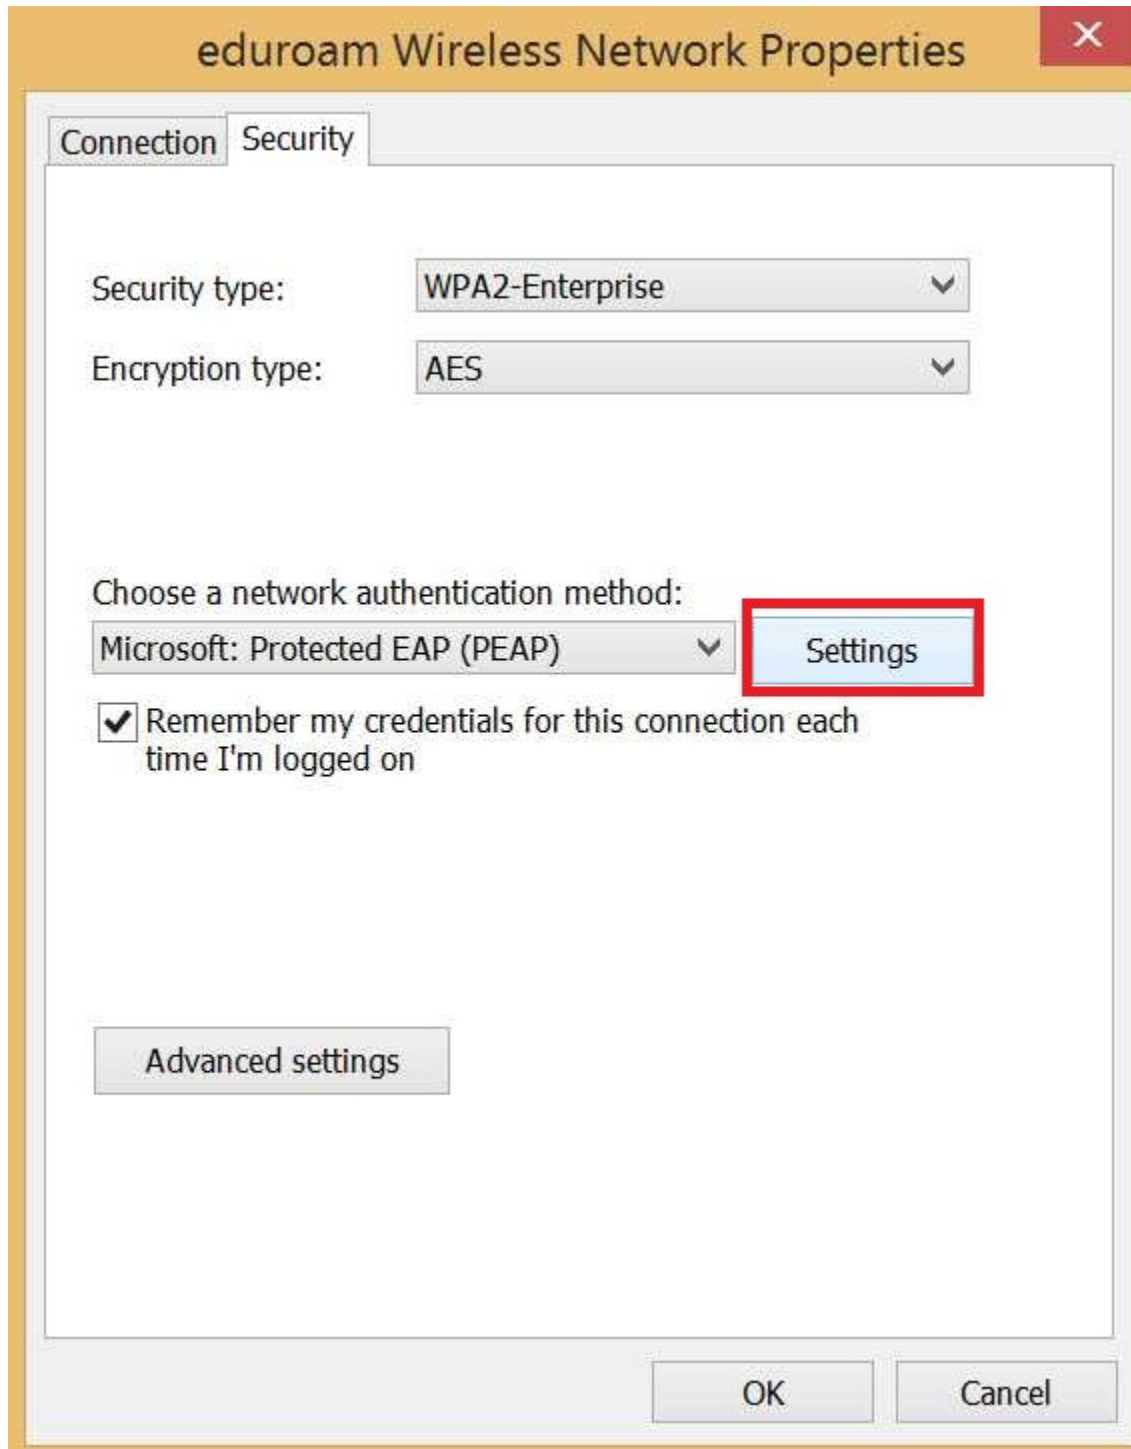 eduroam Wireless Network Properties
Connection Security
Security type: WPA2-Enterprise
Encryption type: AES
Choose a network authentication method:
Microsoft: Protected EAP (PEAP) Settings
Remember my credentials for this connection each
time I'm logged on
Advanced settings
OK Cancel